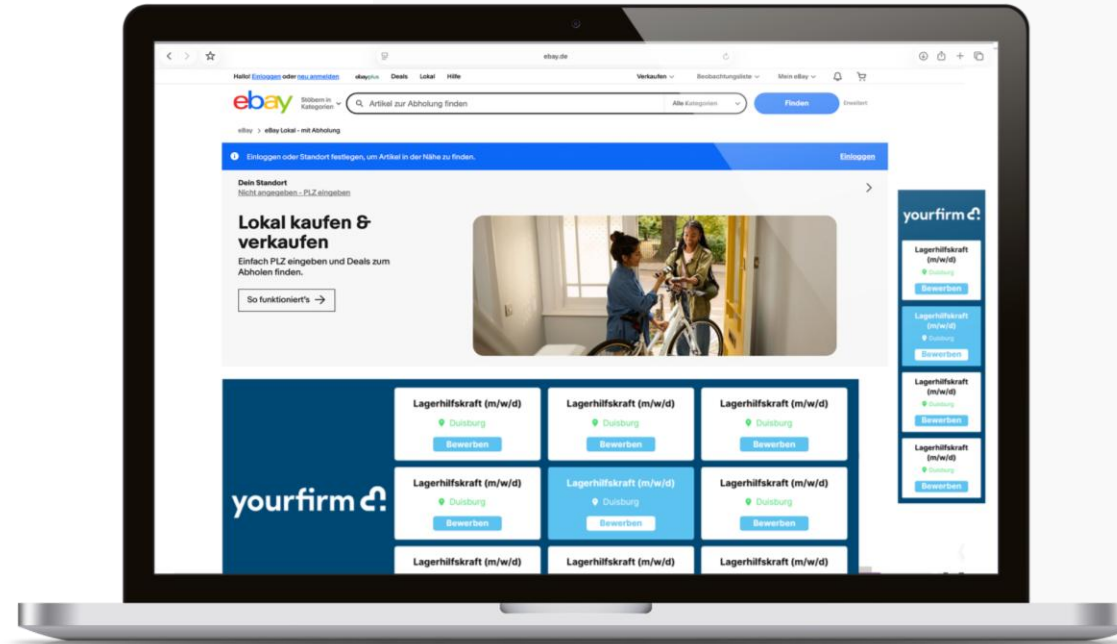 ebay.de
Hallo! Einloggen oder neu anmelden ebayplus Deals Lokal Hilfe Verkaufen Beobachtungsliste Mein eBay
ebay
Stöbern in
Kategorien
Artikel zur Abholung finden
Alle Kategorien
Finden
Erweitert
eBay > eBay Lokal - mit Abholung
Einloggen oder Standort festlegen, um Artikel in der Nähe zu finden.
Einloggen
Dein Standort
Nicht angegeben - PLZ eingeben
Lokal kaufen &
verkaufen
Einfach PLZ eingeben und Deals zum
Abholen finden.
So funktioniert's →
yourfirm
Lagerhilfskraft
(m/w/d)
Duisburg
Bewerben
Lagerhilfskraft
(m/w/d)
Duisburg
Bewerben
Lagerhilfskraft
(m/w/d)
Duisburg
Bewerben
Lagerhilfskraft
(m/w/d)
Duisburg
Bewerben
yourfirm
Lagerhilfskraft (m/w/d) Lagerhilfskraft (m/w/d) Lagerhilfskraft (m/w/d)
Duisburg Duisburg Duisburg
Bewerben Bewerben Bewerben
Lagerhilfskraft (m/w/d) Lagerhilfskraft (m/w/d) Lagerhilfskraft (m/w/d)
Duisburg Duisburg Duisburg
Bewerben Bewerben Bewerben
Lagerhilfskraft (m/w/d) Lagerhilfskraft (m/w/d) Lagerhilfskraft (m/w/d)